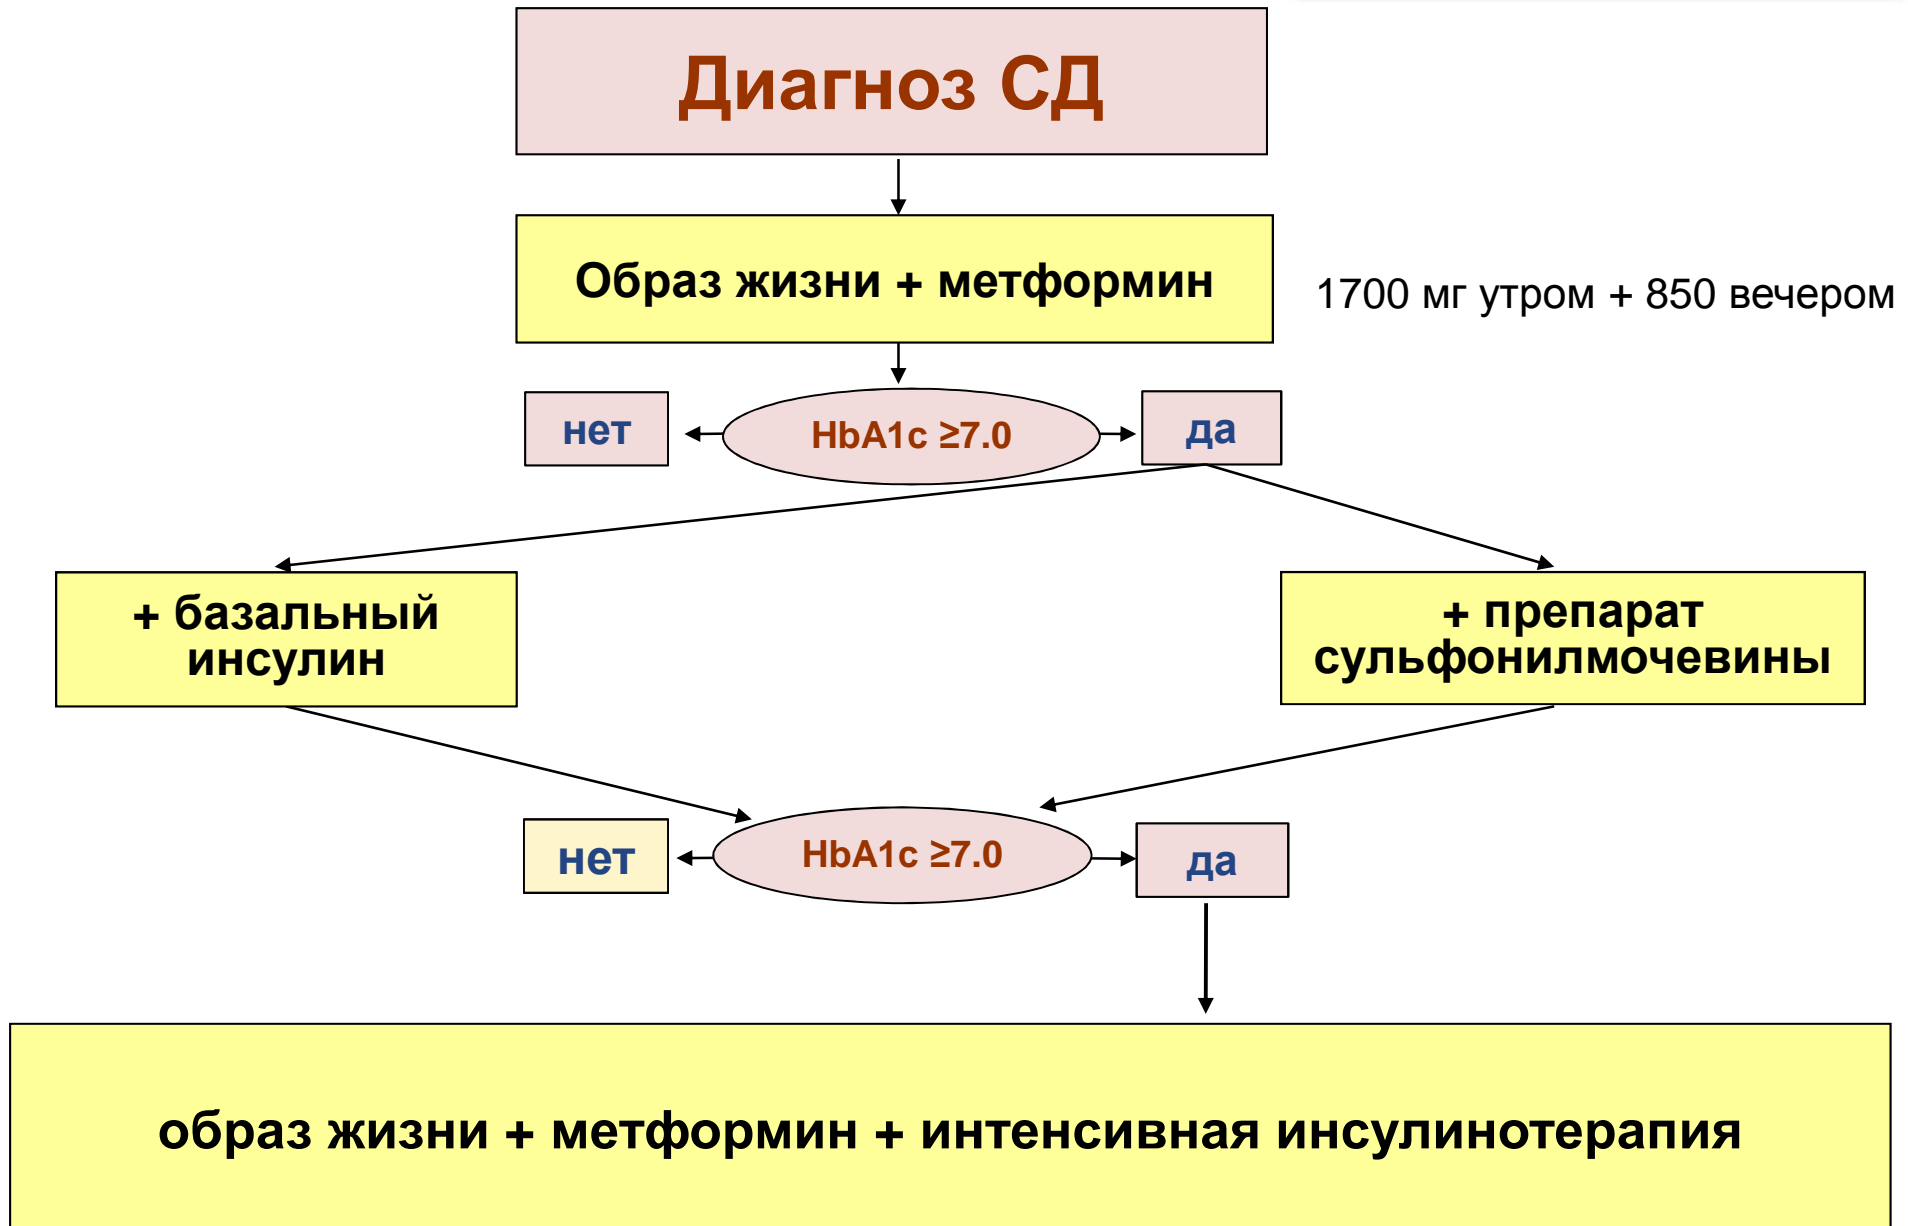 Диагноз СД
Образ жизни + метформин
1700 мг утром + 850 вечером
нет
HbA1c ≥7.0
да
+ базальный
инсулин
+ препарат
сульфонилмочевины
нет
HbA1c ≥7.0
да
образ жизни + метформин + интенсивная инсулинотерапия